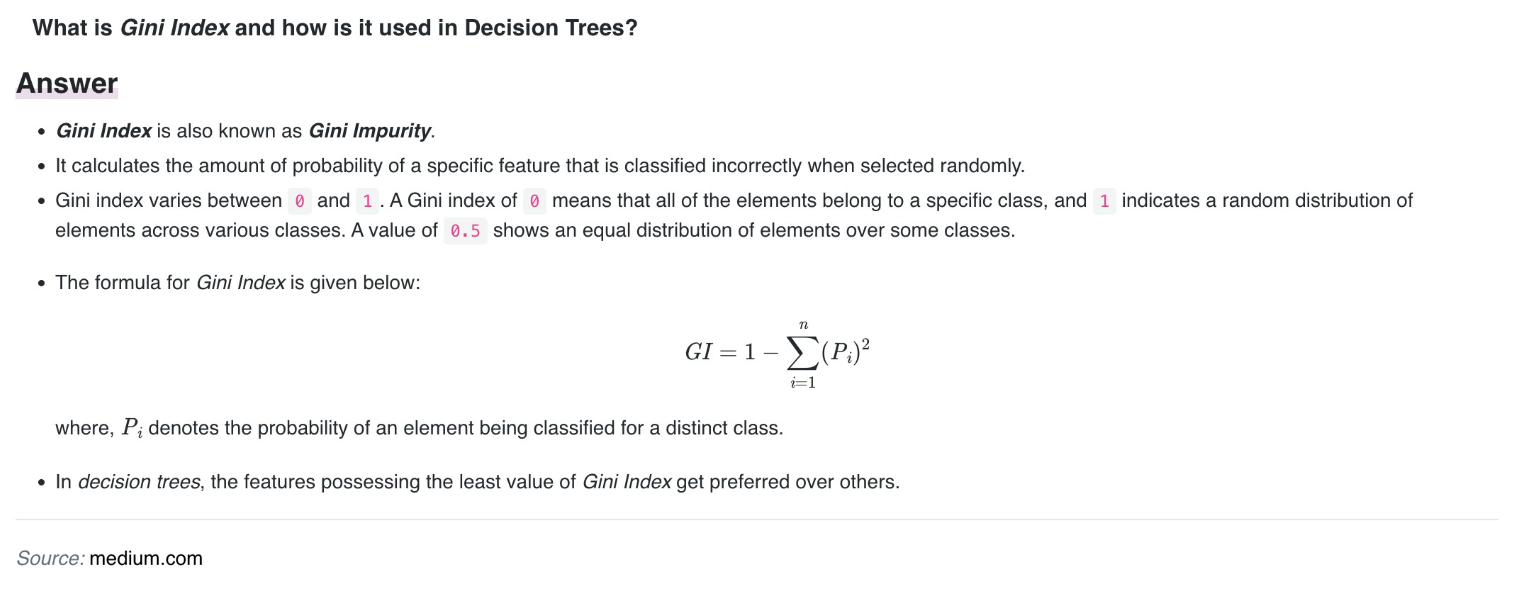 What is Gini Index and how is it used in Decision Trees?
Answer
• Gini Index is also known as Gini Impurity.
• It calculates the amount of probability of a specific feature that is classified incorrectly when selected randomly.
• Gini index varies between 0 and 1. A Gini index of 0 means that all of the elements belong to a specific class, and 1 indicates a random distribution of
elements across various classes. A value of 0.5 shows an equal distribution of elements over some classes.
• The formula for Gini Index is given below:
GI = 1 − ∑_{i=1}^{n} (P_i)^2
where, P_i denotes the probability of an element being classified for a distinct class.
• In decision trees, the features possessing the least value of Gini Index get preferred over others.
Source: medium.com